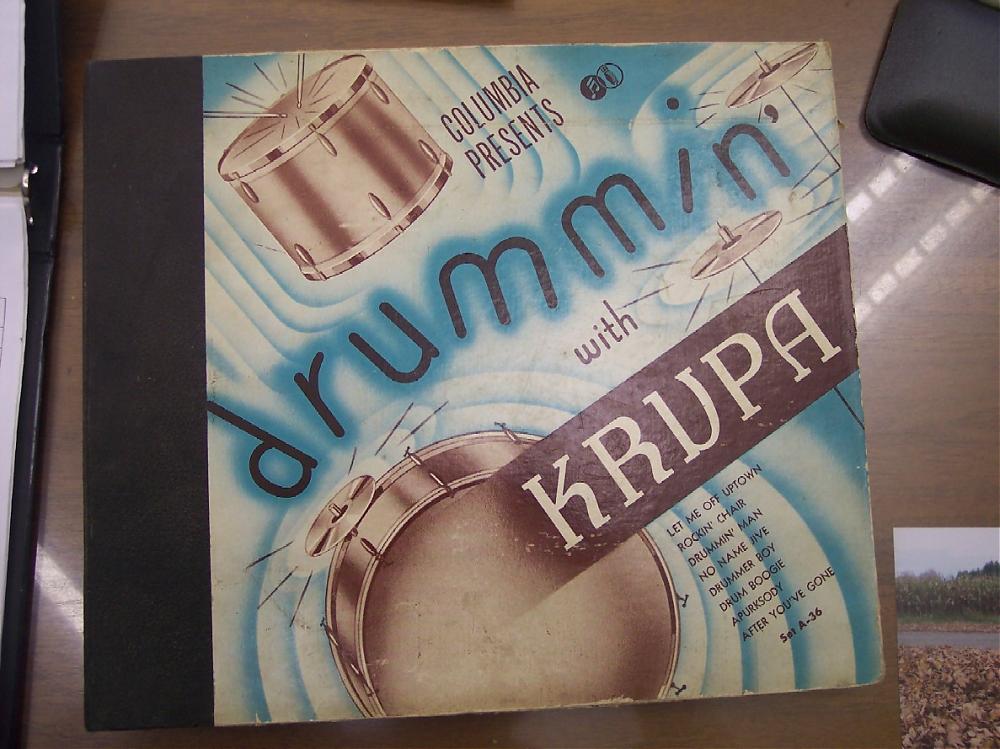 COLUMBIA
PRESENTS
drummin'
with
KRUPA
LET ME OFF UPTOWN
ROCKIN' CHAIR
DRUMMIN' MAN
NO NAME JIVE
DRUMMER BOY
DRUM BOOGIE
APURKSODY
AFTER YOU'VE GONE
Set A-36